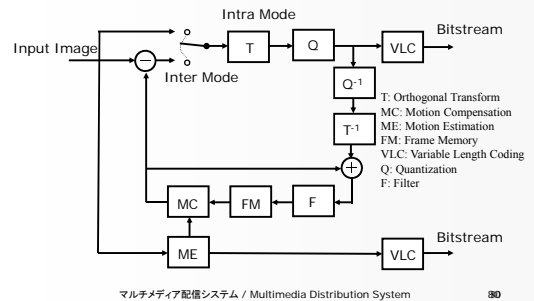 Intra Mode
Bitstream
Input Image
T
Q
VLC
Inter Mode
Q-1
T: Orthogonal Transform
MC: Motion Compensation
T-1
ME: Motion Estimation
FM: Frame Memory
VLC: Variable Length Coding
Q: Quantization
F: Filter
MC
FM
F
Bitstream
ME
VLC
マルチメディア配信システム / Multimedia Distribution System